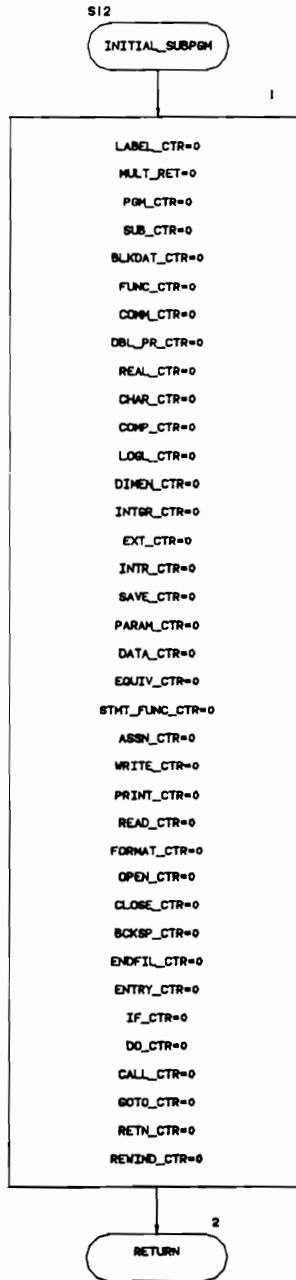 S12
INITIAL_SUBPGM
1
LABEL_CTR=0
MULT_RET=0
PGM_CTR=0
SUB_CTR=0
BLKDAT_CTR=0
FUNC_CTR=0
COMM_CTR=0
DBL_PR_CTR=0
REAL_CTR=0
CHAR_CTR=0
COMP_CTR=0
LOGL_CTR=0
DIMEN_CTR=0
INTGR_CTR=0
EXT_CTR=0
INTR_CTR=0
SAVE_CTR=0
PARAM_CTR=0
DATA_CTR=0
EQUIV_CTR=0
STMT_FUNC_CTR=0
ASSN_CTR=0
WRITE_CTR=0
PRINT_CTR=0
READ_CTR=0
FORMAT_CTR=0
OPEN_CTR=0
CLOSE_CTR=0
BCKSP_CTR=0
ENDFIL_CTR=0
ENTRY_CTR=0
IF_CTR=0
DO_CTR=0
CALL_CTR=0
GOTO_CTR=0
RETN_CTR=0
REWIND_CTR=0
2
RETURN